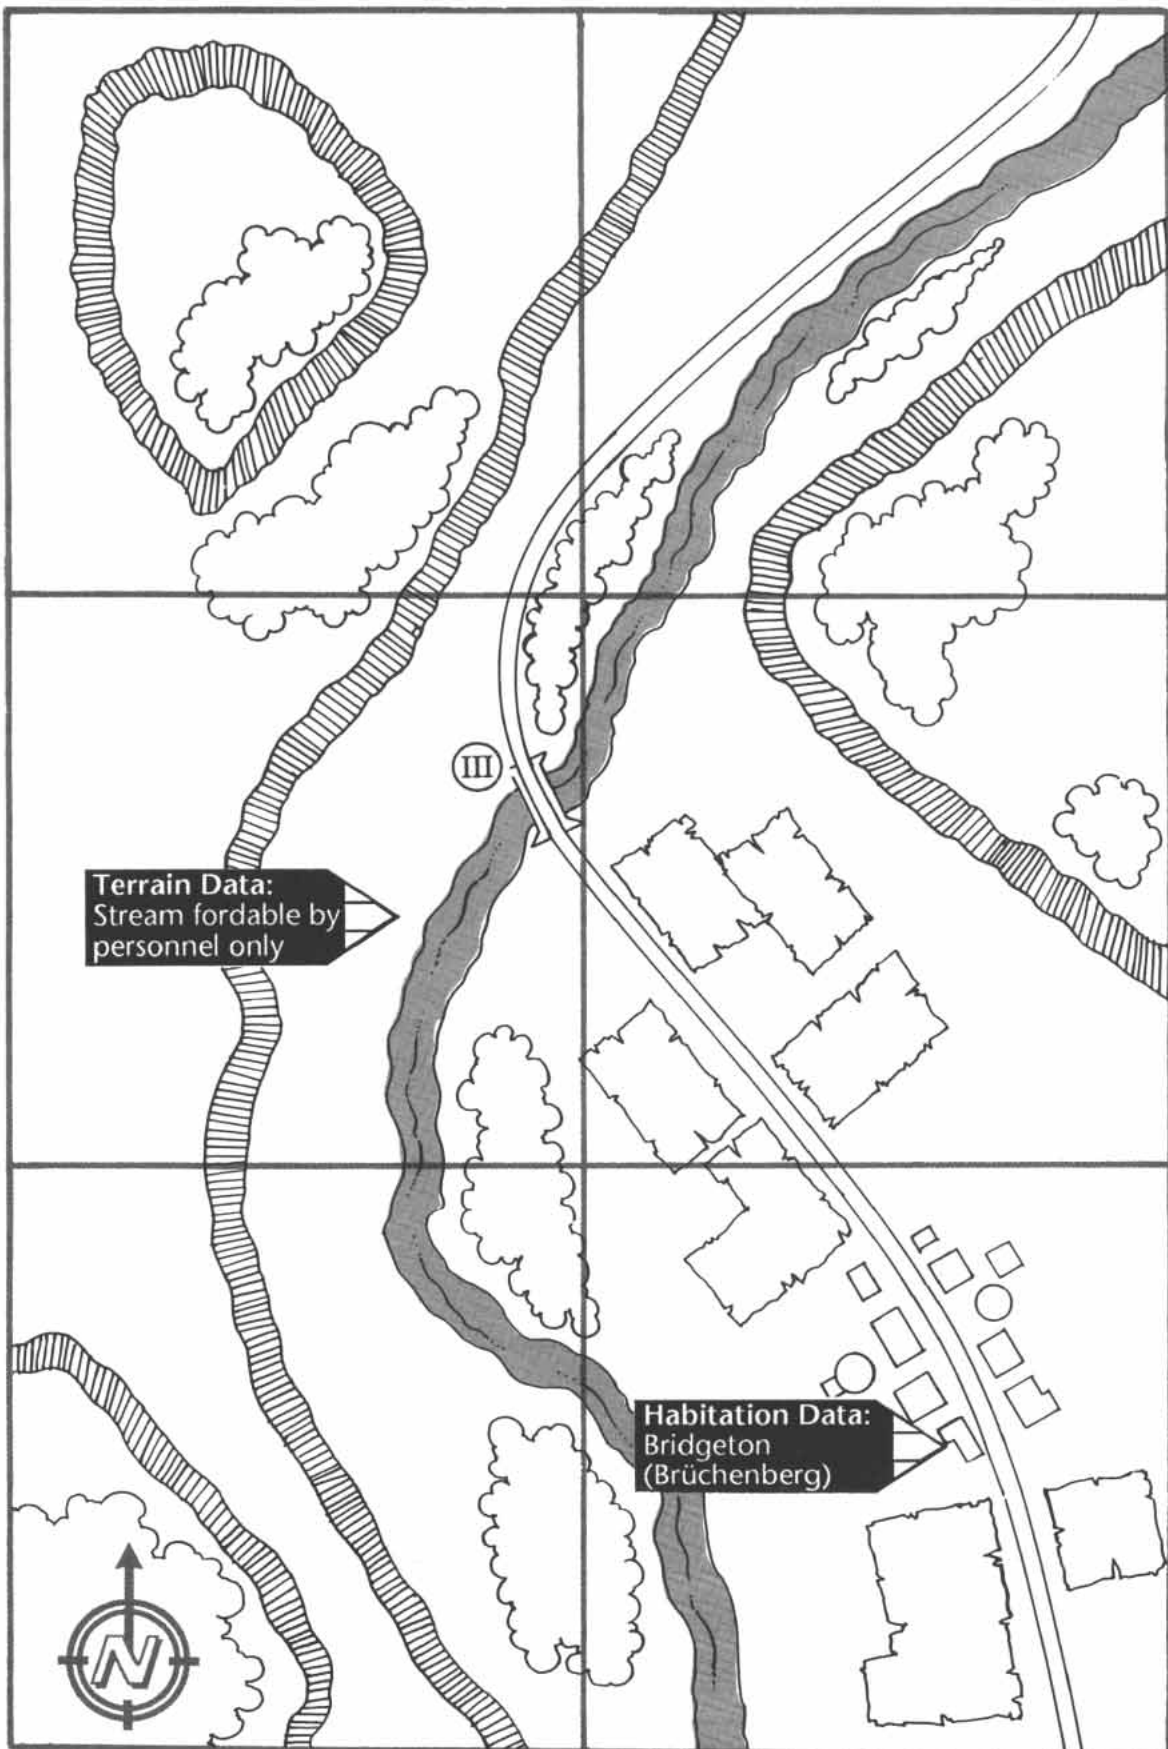 III
Terrain Data:
Stream fordable by
personnel only
Habitation Data:
Bridgeton
(Brüchenberg)
N